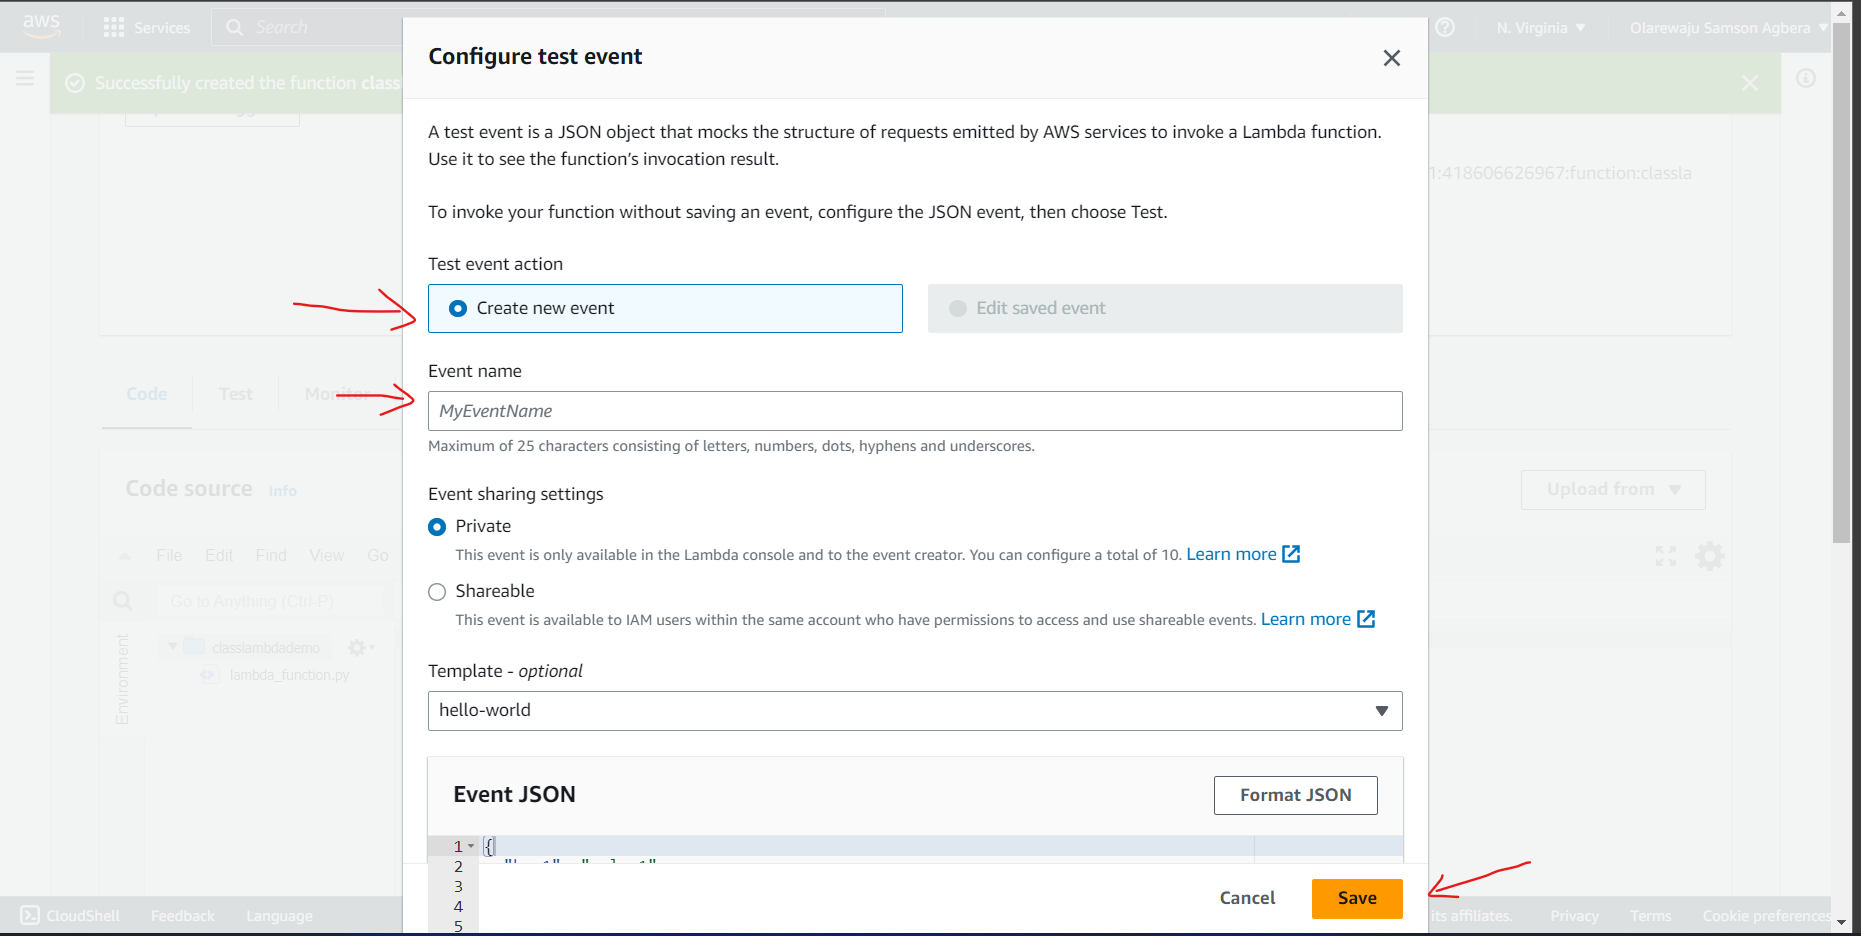 aws
Services
Search
N. Virginia
Olarewaju Samson Agbera
Successfully created the function
Configure test event
A test event is a JSON object that mocks the structure of requests emitted by AWS services to invoke a Lambda function.
Use it to see the function's invocation result.
1:418606626967:function:classla
To invoke your function without saving an event, configure the JSON event, then choose Test.
Test event action
Create new event
Edit saved event
Event name
Code
Test
Monitor
MyEventName
Maximum of 25 characters consisting of letters, numbers, dots, hyphens and underscores.
Code source
Info
Upload from
Event sharing settings
Private
This event is only available in the Lambda console and to the event creator. You can configure a total of 10. Learn more
File Edit Find View Go
Shareable
Go to Anything (Ctrl-P)
This event is available to IAM users within the same account who have permissions to access and use shareable events. Learn more
Environment
classlambdademo
lambda_function.py
Template - optional
hello-world
Event JSON
Format JSON
1 {
2
3
4
5
Cancel
Save
CloudShell
Feedback
Language
its affiliates.
Privacy
Terms
Cookie preferences